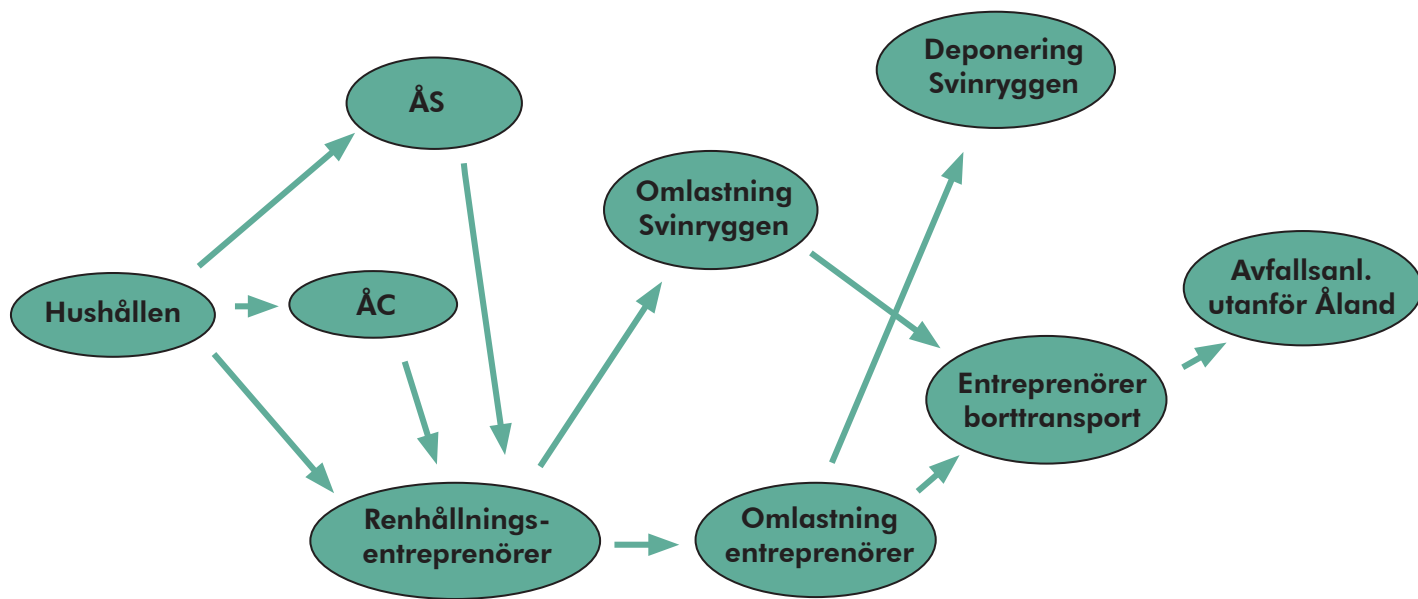 Deponering
Svinryggen
ÅS
Omlastning
Svinryggen
Avfallsanl.
utanför Åland
Hushållen
ÅC
Entreprenörer
borttransport
Renhållnings-
entreprenörer
Omlastning
entreprenörer